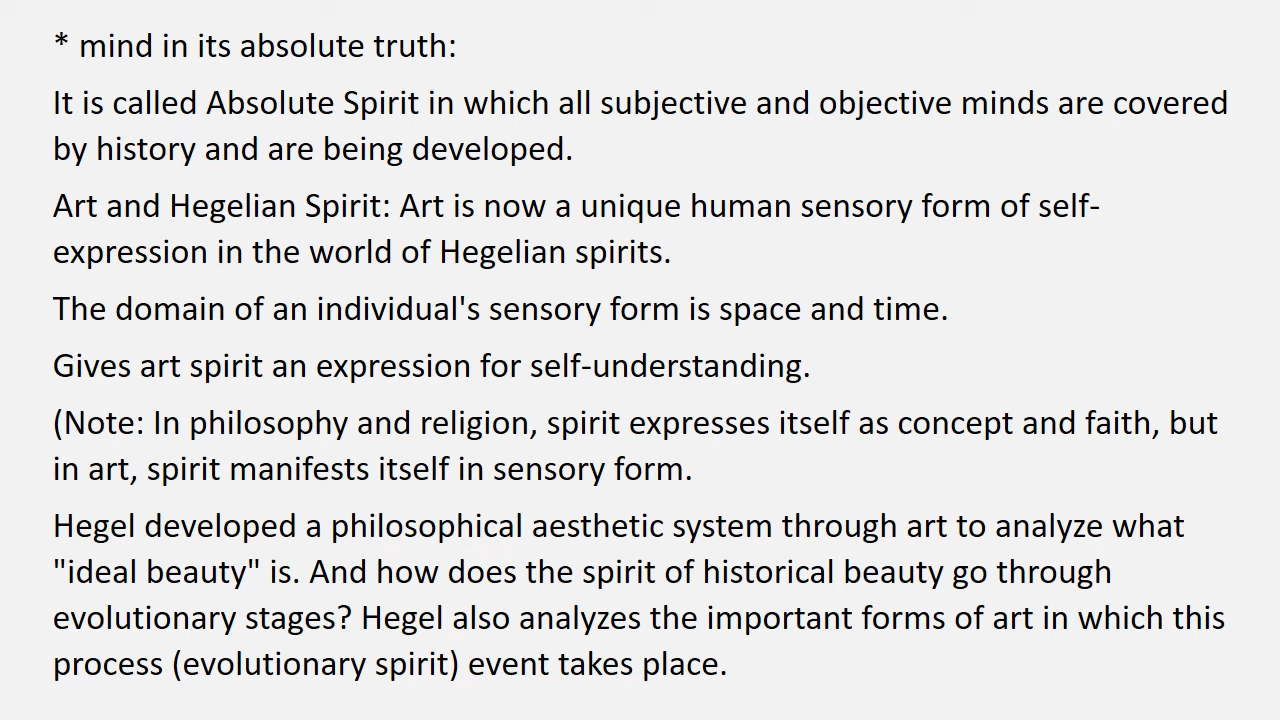 * mind in its absolute truth:
It is called Absolute Spirit in which all subjective and objective minds are covered
by history and are being developed.
Art and Hegelian Spirit: Art is now a unique human sensory form of self-
expression in the world of Hegelian spirits.
The domain of an individual's sensory form is space and time.
Gives art spirit an expression for self-understanding.
(Note: In philosophy and religion, spirit expresses itself as concept and faith, but
in art, spirit manifests itself in sensory form.
Hegel developed a philosophical aesthetic system through art to analyze what
"ideal beauty" is. And how does the spirit of historical beauty go through
evolutionary stages? Hegel also analyzes the important forms of art in which this
process (evolutionary spirit) event takes place.